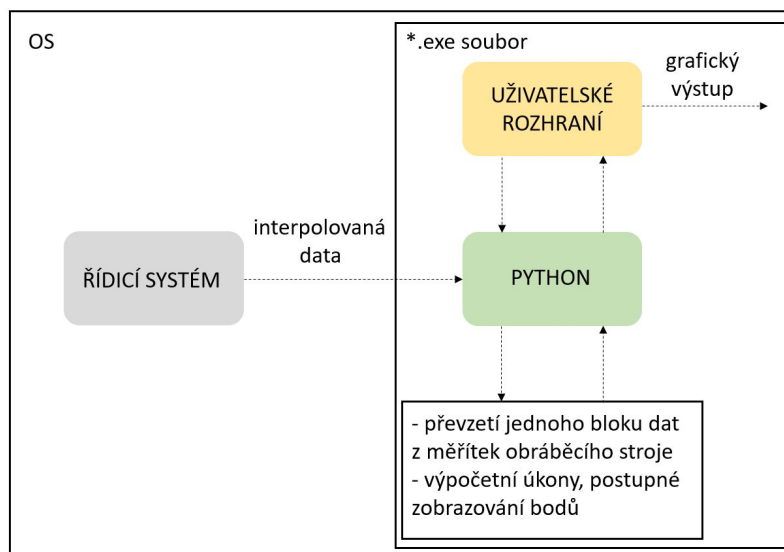 OS
*.exe soubor
grafický
výstup
UŽIVATELSKÉ
ROZHRANÍ
interpolovaná
data
ŘÍDICÍ SYSTÉM
PYTHON
- převzetí jednoho bloku dat
z měřítek obráběcího stroje
- výpočetní úkony, postupné
zobrazování bodů